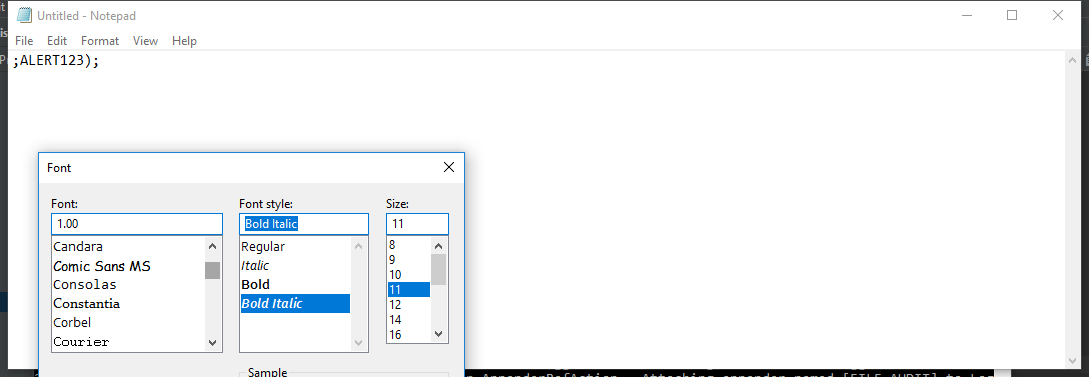 Untitled - Notepad
File Edit Format View Help
;ALERT123);
Font
Font: Font style: Size:
1.00 Bold Italic 11
Candara Regular 8
Comic Sans MS Italic 9
Consolas Bold 10
Constantia Bold Italic 11
Corbel 12
Courier 14
16
Sample
AppenderRefAction - Attaching appender named [FILE_AUDIT] to Log